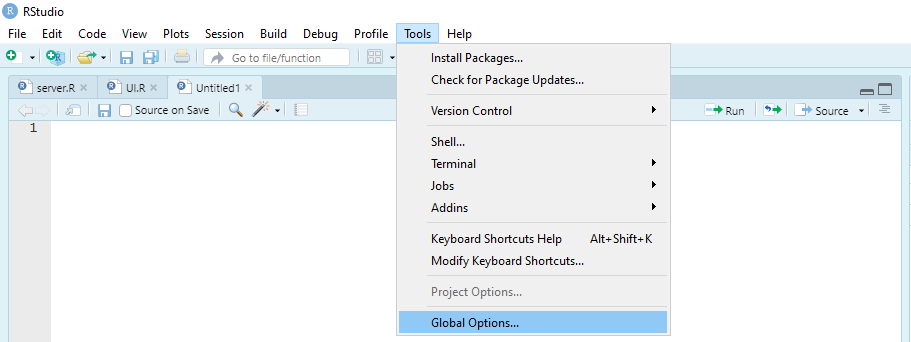 RStudio
File Edit Code View Plots Session Build Debug Profile Tools Help
Go to file/function
Install Packages...
Check for Package Updates...
server.R UI.R Untitled1
Source on Save Run Source
Version Control
1
Shell...
Terminal
Jobs
Addins
Keyboard Shortcuts Help Alt+Shift+K
Modify Keyboard Shortcuts...
Project Options...
Global Options...